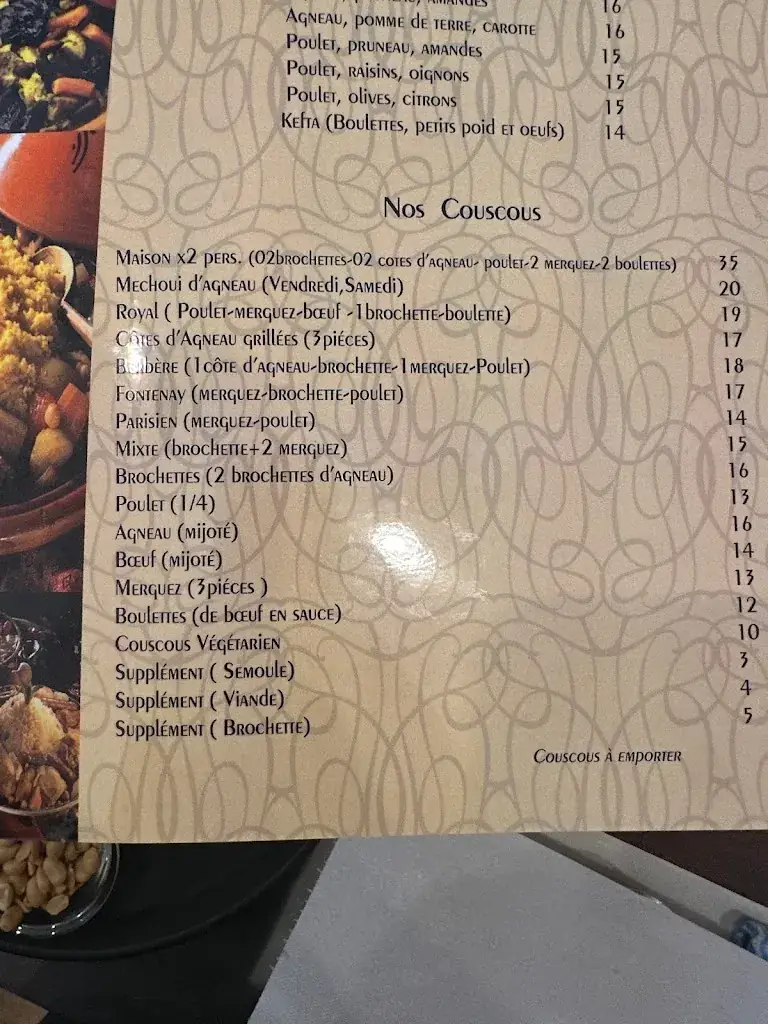 AMANDES 16
Agneau, pomme de terre, carotte 16
Poulet, pruneau, amandes 15
Poulet, raisins, oignons 15
Poulet, olives, citrons 15
Kefta (Boulettes, petits poid et oeufs) 14
Nos Couscous
Maison x2 pers. (02brochettes-02 cotes d'agneau- poulet-2 merguez-2 boulettes) 35
Mechoui d'agneau (Vendredi,Samedi) 20
Royal ( Poulet-merguez-bœuf -1brochette-boulette) 19
Côtes d'Agneau grillées (3piéces) 17
Berbère (1côte d'agneau-brochette-1merguez-Poulet) 18
Fontenay (merguez-brochette-poulet) 17
Parisien (merguez-poulet) 14
Mixte (brochette+2 merguez) 15
Brochettes (2 brochettes d'agneau) 16
Poulet (1/4) 13
Agneau (mijoté) 16
Bœuf (mijoté) 14
Merguez (3piéces ) 13
Boulettes (de bœuf en sauce) 12
Couscous Végétarien 10
Supplément ( Semoule) 3
Supplément ( Viande) 4
Supplément ( Brochette) 5
Couscous à emporter